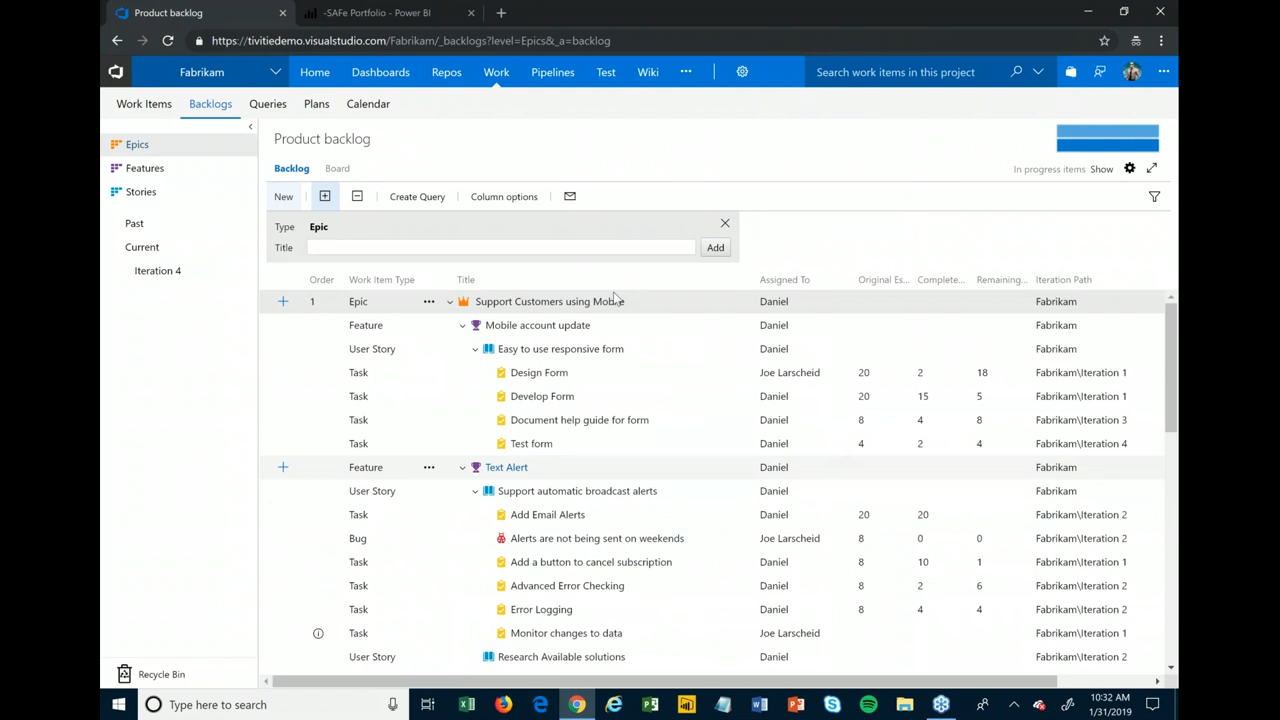 Product backlog
-SAFe Portfolio - Power BI
https://tivitiedemo.visualstudio.com/Fabrikam/_backlogs?level=Epics&_a=backlog
Fabrikam Home Dashboards Repos Work Pipelines Test Wiki Search work items in this project
Work Items Backlogs Queries Plans Calendar
Epics
Features
Stories
Past
Current
Iteration 4
Recycle Bin
Product backlog
Backlog Board
In progress items Show
New Create Query Column options
Type Epic
Title Add
Order Work Item Type Title Assigned To Original Es... Complete... Remaining... Iteration Path
1 Epic Support Customers using Mobile Daniel Fabrikam
Feature Mobile account update Daniel Fabrikam
User Story Easy to use responsive form Daniel Fabrikam
Task Design Form Joe Larscheid 20 2 18 Fabrikam\Iteration 1
Task Develop Form Daniel 20 15 5 Fabrikam\Iteration 1
Task Document help guide for form Daniel 8 4 8 Fabrikam\Iteration 3
Task Test form Daniel 4 2 4 Fabrikam\Iteration 4
Feature Text Alert Daniel Fabrikam
User Story Support automatic broadcast alerts Daniel Fabrikam
Task Add Email Alerts Daniel 20 20 Fabrikam\Iteration 2
Bug Alerts are not being sent on weekends Joe Larscheid 8 0 0 Fabrikam\Iteration 2
Task Add a button to cancel subscription Daniel 8 10 1 Fabrikam\Iteration 1
Task Advanced Error Checking Daniel 8 2 6 Fabrikam\Iteration 2
Task Error Logging Daniel 8 4 4 Fabrikam\Iteration 2
Task Monitor changes to data Joe Larscheid Fabrikam\Iteration 1
User Story Research Available solutions Daniel Fabrikam\Iteration 2
Type here to search
10:32 AM
1/31/2019